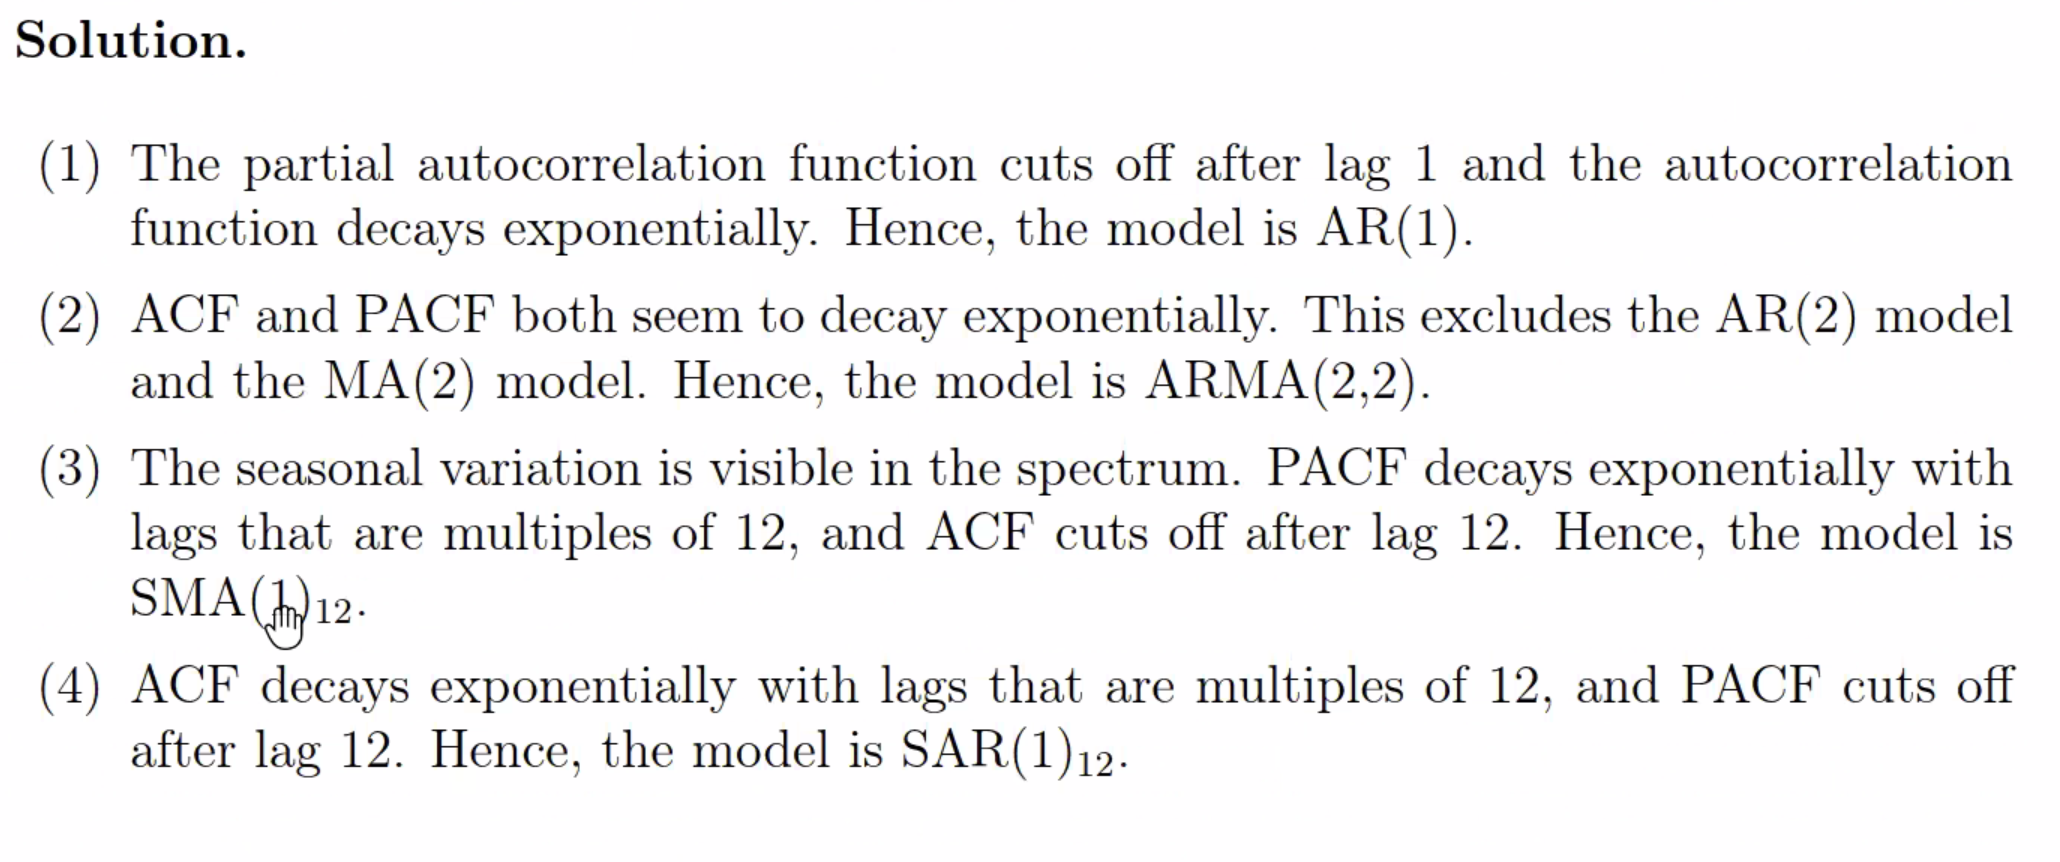 Solution.
(1) The partial autocorrelation function cuts off after lag 1 and the autocorrelation
function decays exponentially. Hence, the model is AR(1).
(2) ACF and PACF both seem to decay exponentially. This excludes the AR(2) model
and the MA(2) model. Hence, the model is ARMA(2,2).
(3) The seasonal variation is visible in the spectrum. PACF decays exponentially with
lags that are multiples of 12, and ACF cuts off after lag 12. Hence, the model is
SMA(1)₁₂.
(4) ACF decays exponentially with lags that are multiples of 12, and PACF cuts off
after lag 12. Hence, the model is SAR(1)₁₂.